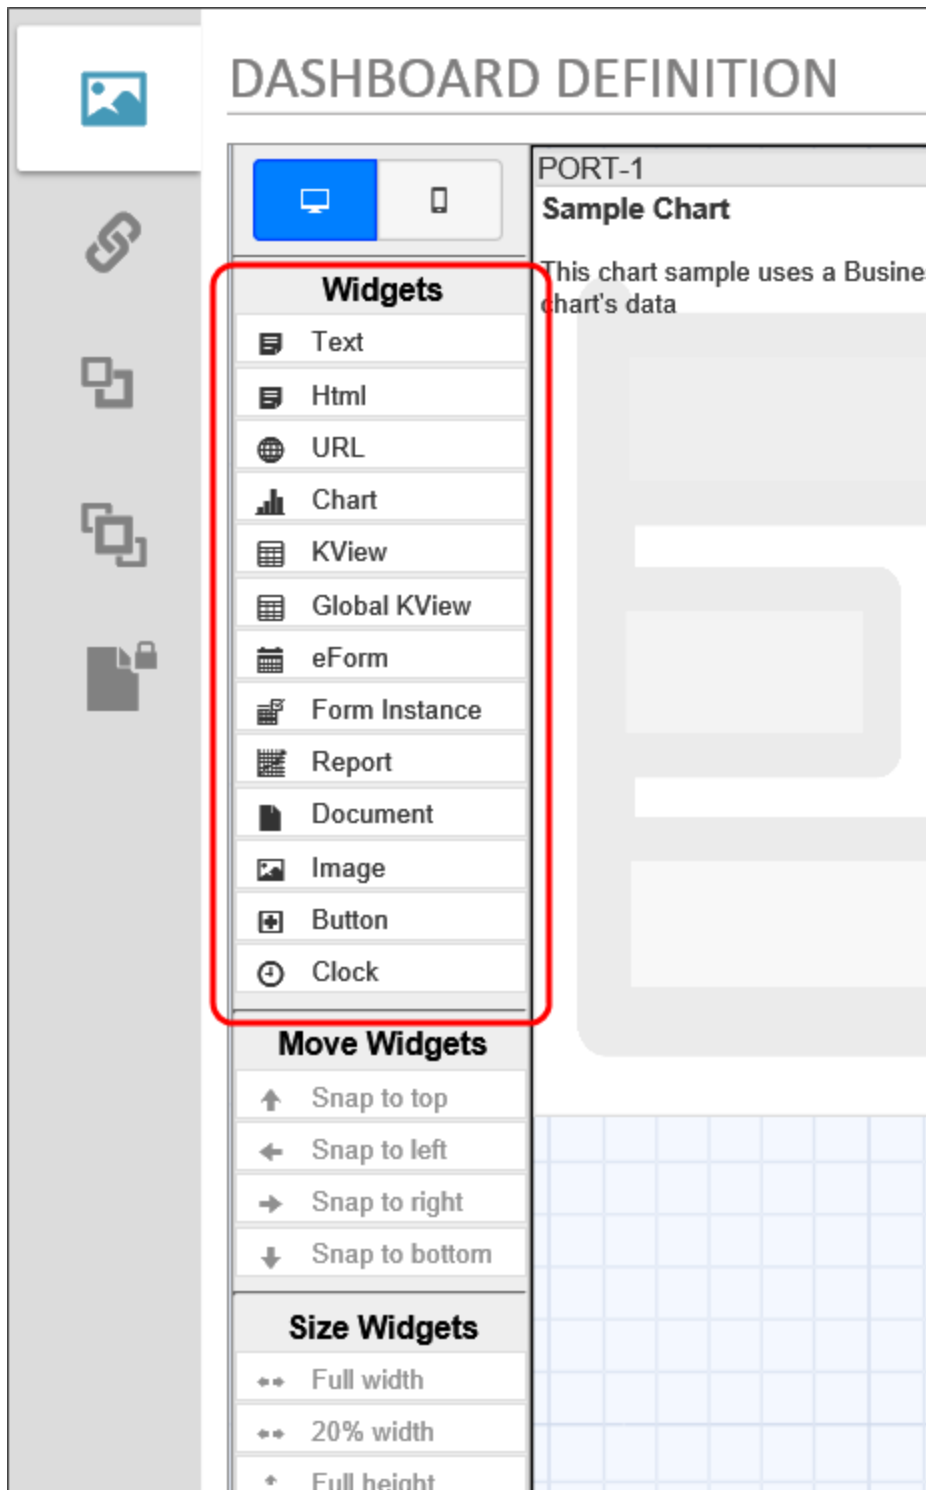 DASHBOARD DEFINITION
PORT-1
Sample Chart
This chart sample uses a Busine
chart's data
Widgets
Text
Html
URL
Chart
KView
Global KView
eForm
Form Instance
Report
Document
Image
Button
Clock
Move Widgets
Snap to top
Snap to left
Snap to right
Snap to bottom
Size Widgets
Full width
20% width
Full height